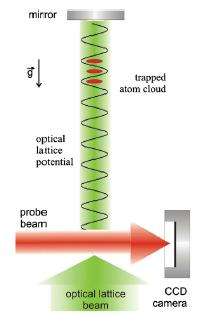 mirror
g
trapped
atom cloud
optical
lattice
potential
probe
beam
optical lattice
beam
CCD
camera